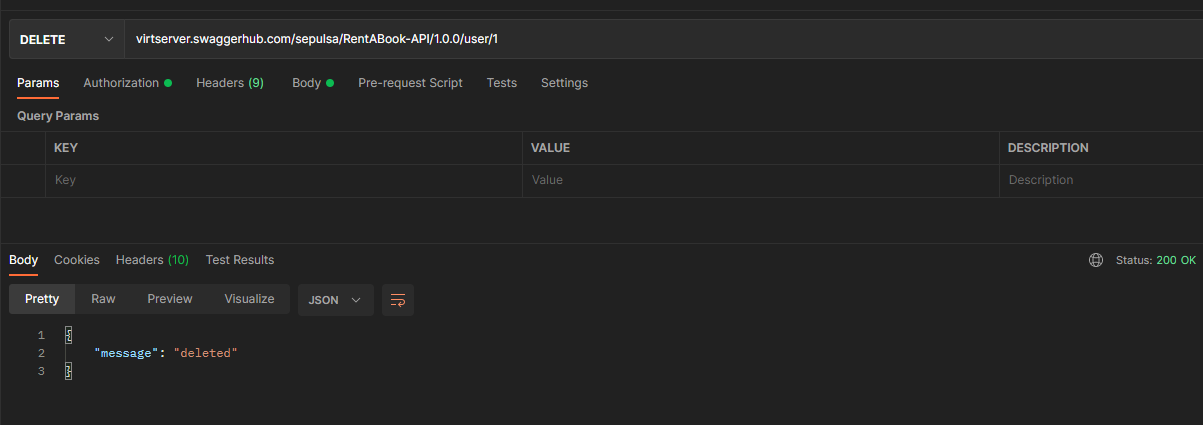 DELETE virtserver.swaggerhub.com/sepulsa/RentABook-API/1.0.0/user/1
Params Authorization Headers (9) Body Pre-request Script Tests Settings
Query Params
KEY VALUE DESCRIPTION
Key Value Description
Body Cookies Headers (10) Test Results Status: 200 OK
Pretty Raw Preview Visualize JSON
1 {
2 "message": "deleted"
3 }